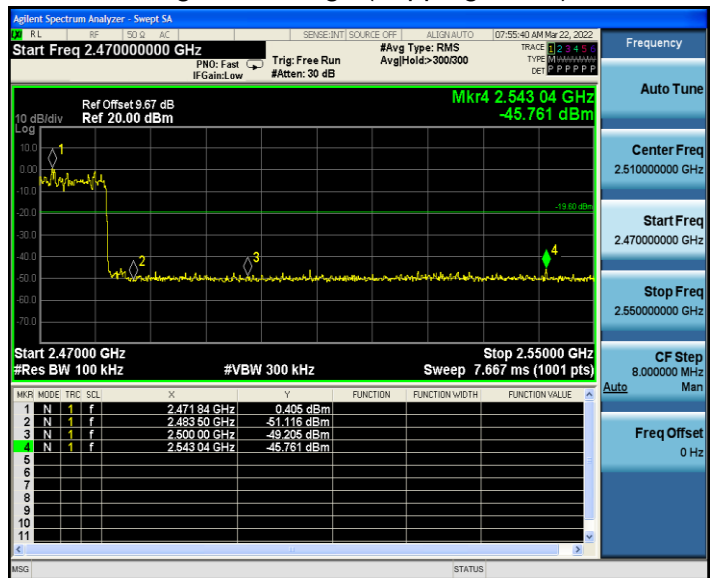 Agilent Spectrum Analyzer - Swept SA
RL RF 50 Ω AC SENSE:INT SOURCE OFF ALIGN AUTO 07:55:40 AM Mar 22, 2022
Start Freq 2.470000000 GHz
#Avg Type: RMS
TRACE 1 2 3 4 5 6
PNO: Fast Trig: Free Run Avg|Hold:>300/300
TYPE M
IFGain:Low #Atten: 30 dB
DET P P P P P P
Mkr4 2.543 04 GHz
-45.761 dBm
Ref Offset 9.67 dB
10 dB/div Ref 20.00 dBm
Log
10.0
0.00
-10.0
-20.0
-30.0
-40.0
-50.0
-60.0
-70.0
1
2
3
4
-19.60 dBm
Start 2.47000 GHz Stop 2.55000 GHz
#Res BW 100 kHz #VBW 300 kHz Sweep 7.667 ms (1001 pts)
MKR MODE TRC SCL X Y FUNCTION FUNCTION WIDTH FUNCTION VALUE
1 N 1 f 2.471 84 GHz 0.405 dBm
2 N 1 f 2.483 50 GHz -51.116 dBm
3 N 1 f 2.500 00 GHz -49.205 dBm
4 N 1 f 2.543 04 GHz -45.761 dBm
5
6
7
8
9
10
11
MSG STATUS
Frequency
Auto Tune
Center Freq
2.510000000 GHz
Start Freq
2.470000000 GHz
Stop Freq
2.550000000 GHz
CF Step
8.000000 MHz
Auto Man
Freq Offset
0 Hz